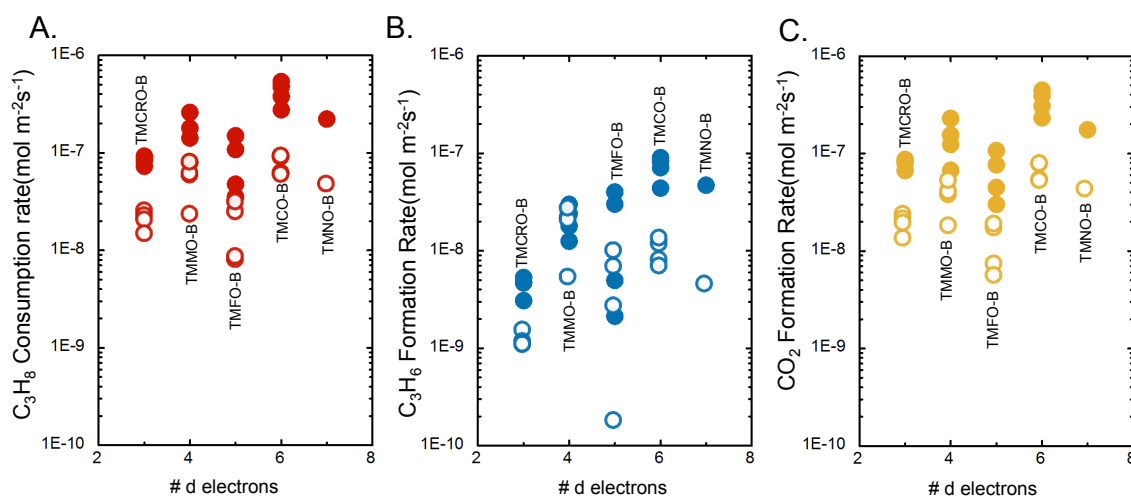 A.
C₃H₈ Consumption rate(mol m⁻²s⁻¹)
1E-6
1E-7
1E-8
1E-9
1E-10
TMCRO-B
TMMO-B
TMFO-B
TMCO-B
TMNO-B
2
4
6
8
# d electrons
B.
C₃H₆ Formation Rate(mol m⁻²s⁻¹)
1E-6
1E-7
1E-8
1E-9
1E-10
TMCRO-B
TMMO-B
TMFO-B
TMCO-B
TMNO-B
2
4
6
8
# d electrons
C.
CO₂ Formation Rate(mol m⁻²s⁻¹)
1E-6
1E-7
1E-8
1E-9
1E-10
TMCRO-B
TMMO-B
TMFO-B
TMCO-B
TMNO-B
2
4
6
8
# d electrons